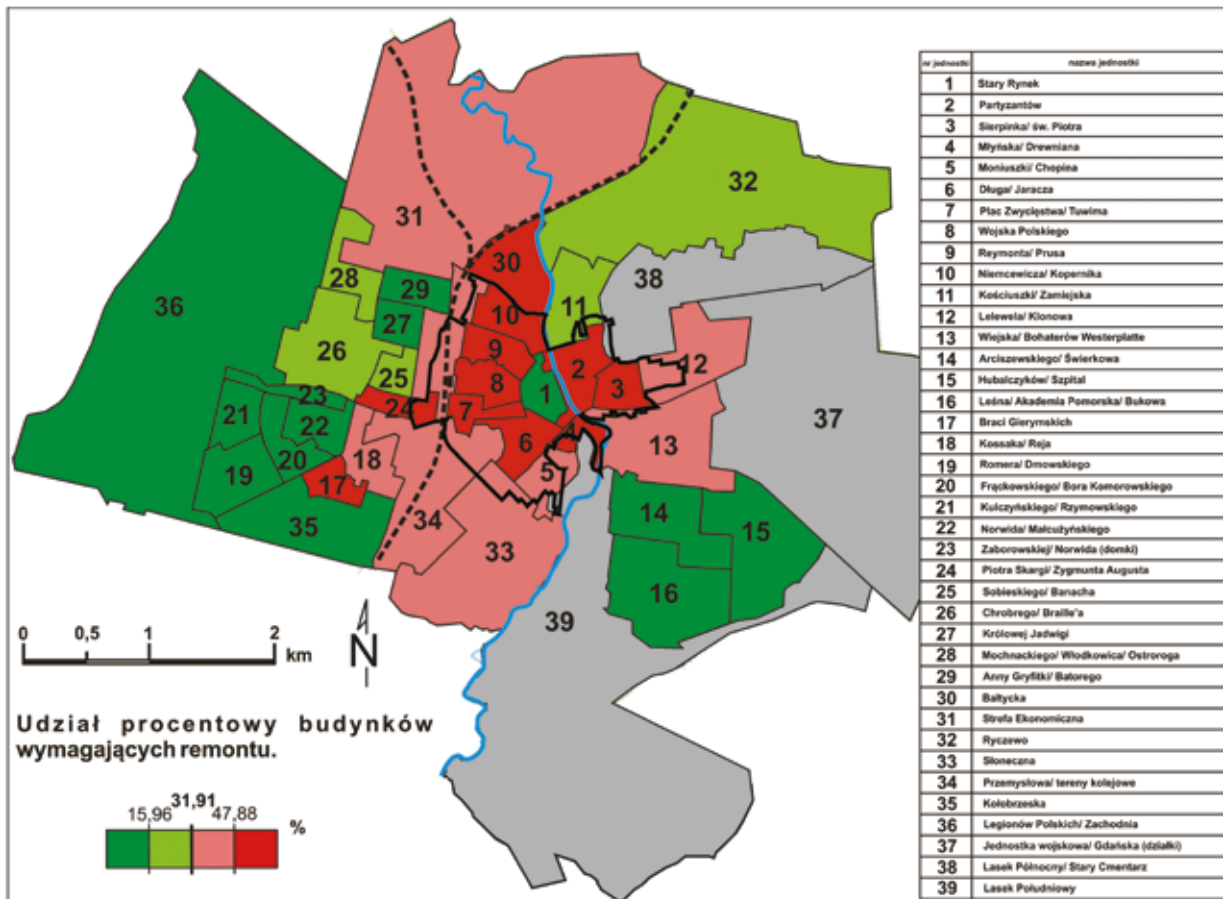 nr jednostki nazwa jednostki
1 Stary Rynek
2 Partyzantów
3 Sierpinka/ św. Piotra
4 Młyńska/ Drewniana
5 Moniuszki/ Chopina
6 Długa/ Jaracza
7 Plac Zwycięstwa/ Tuwima
8 Wojska Polskiego
9 Reymonta/ Prusa
10 Niemcewicza/ Kopernika
11 Kościuszki/ Zamiejska
12 Lelewela/ Klonowa
13 Wiejska/ Bohaterów Westerplatte
14 Arciszewskiego/ Świerkowa
15 Hubalczyków/ Szpital
16 Leśna/ Akademia Pomorska/ Bukowa
17 Braci Gierymskich
18 Kossaka/ Reja
19 Romera/ Dmowskiego
20 Frąckowskiego/ Bora Komorowskiego
21 Kulczyńskiego/ Rzymowskiego
22 Norwida/ Małcużyńskiego
23 Zaborowskiej/ Norwida (domki)
24 Piotra Skargi/ Zygmunta Augusta
25 Sobieskiego/ Banacha
26 Chrobrego/ Braille'a
27 Królowej Jadwigi
28 Mochnackiego/ Włodkowica/ Ostroroga
29 Anny Gryfitki/ Batorego
30 Bałtycka
31 Strefa Ekonomiczna
32 Ryczewo
33 Słoneczna
34 Przemysłowa/ tereny kolejowe
35 Kołobrzeska
36 Legionów Polskich/ Zachodnia
37 Jednostka wojskowa/ Gdańska (działki)
38 Lasek Północny/ Stary Cmentarz
39 Lasek Południowy
32
31
30
38
36
28
29
11
10
27
26
9
12
2
25
8
3
1
23
24
7
21
22
6
4
13
37
18
5
20
19
17
34
14
15
35
33
16
39
0 0,5 1 2
km
N
Udział procentowy budynków
wymagających remontu.
31,91
15,96 47,88
%